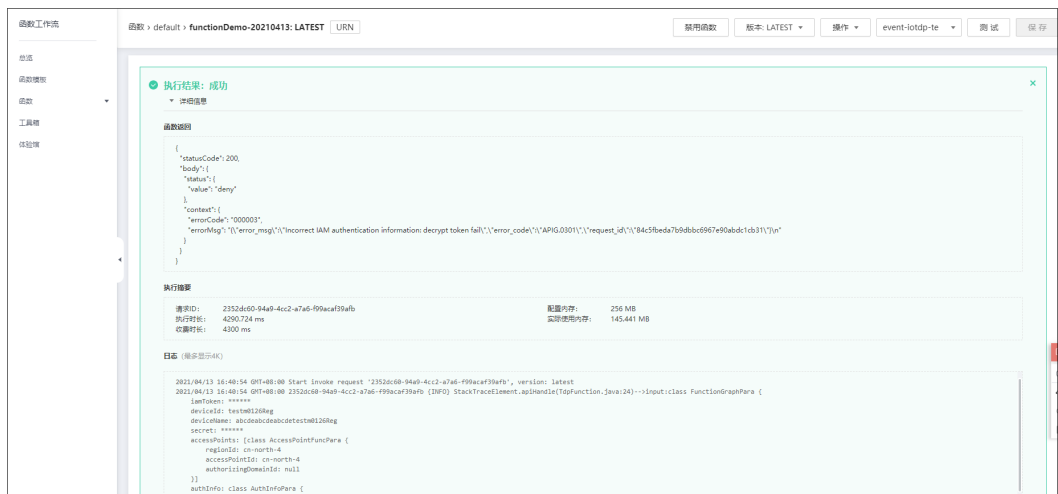 函数工作流
函数 > default > functionDemo-20210413: LATEST URN
禁用函数 版本: LATEST 操作 event-iotdp-te 测 试 保 存
总览
函数模板
函数
工具箱
体验馆
执行结果：成功
详细信息
函数返回
{
"statusCode": 200,
"body": {
"status": {
"value": "deny"
},
"context": {
"errorCode": "000003",
"errorMsg": "{\"error_msg\":\"Incorrect IAM authentication information: decrypt token fail\",\"error_code\":\"APIG.0301\",\"request_id\":\"84c5fbeda7b9dbbc6967e90abdc1cb31\"}\n"
}
}
}
执行摘要
请求ID: 2352dc60-94a9-4cc2-a7a6-f99acaf39afb 配置内存: 256 MB
执行时长: 4290.724 ms 实际使用内存: 145.441 MB
收费时长: 4300 ms
日志 (最多显示4K)
2021/04/13 16:40:54 GMT+08:00 Start invoke request '2352dc60-94a9-4cc2-a7a6-f99acaf39afb', version: latest
2021/04/13 16:40:54 GMT+08:00 2352dc60-94a9-4cc2-a7a6-f99acaf39afb [INFO] StackTraceElement.apiHandle(TdpFunction.java:24)-->input:class FunctionGraphPara {
iamToken: ******
deviceId: testm0126Reg
deviceName: abcdeabcdeabcdetestm0126Reg
secret: ******
accessPoints: [class AccessPointfuncPara {
regionId: cn-north-4
accessPointId: cn-north-4
authorizingDomainId: null
}]
authInfo: class AuthInfoPara {